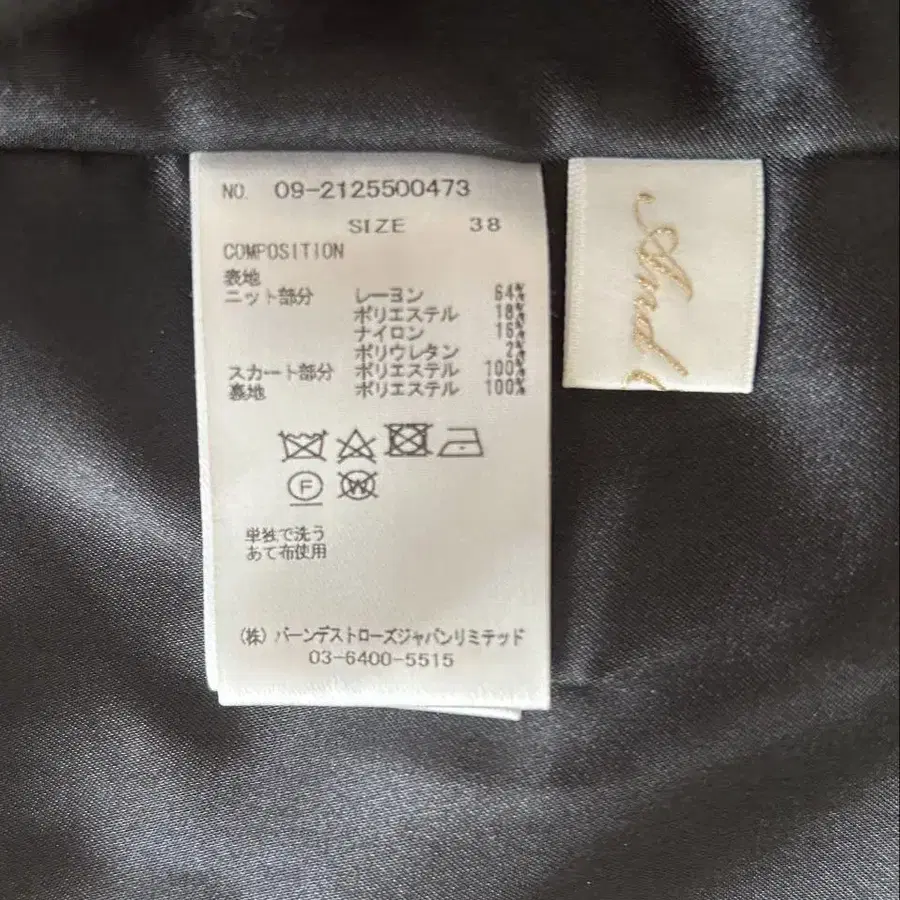 NO. 09-2125500473
SIZE 38
COMPOSITION
表地
ニット部分 レーヨン 64%
ポリエステル 18%
ナイロン 16%
ポリウレタン 2%
スカート部分 ポリエステル 100%
裏地 ポリエステル 100%
F
W
単独で洗う
あて布使用
(株) バーンデストローズジャパンリミテッド
03-6400-5515
And